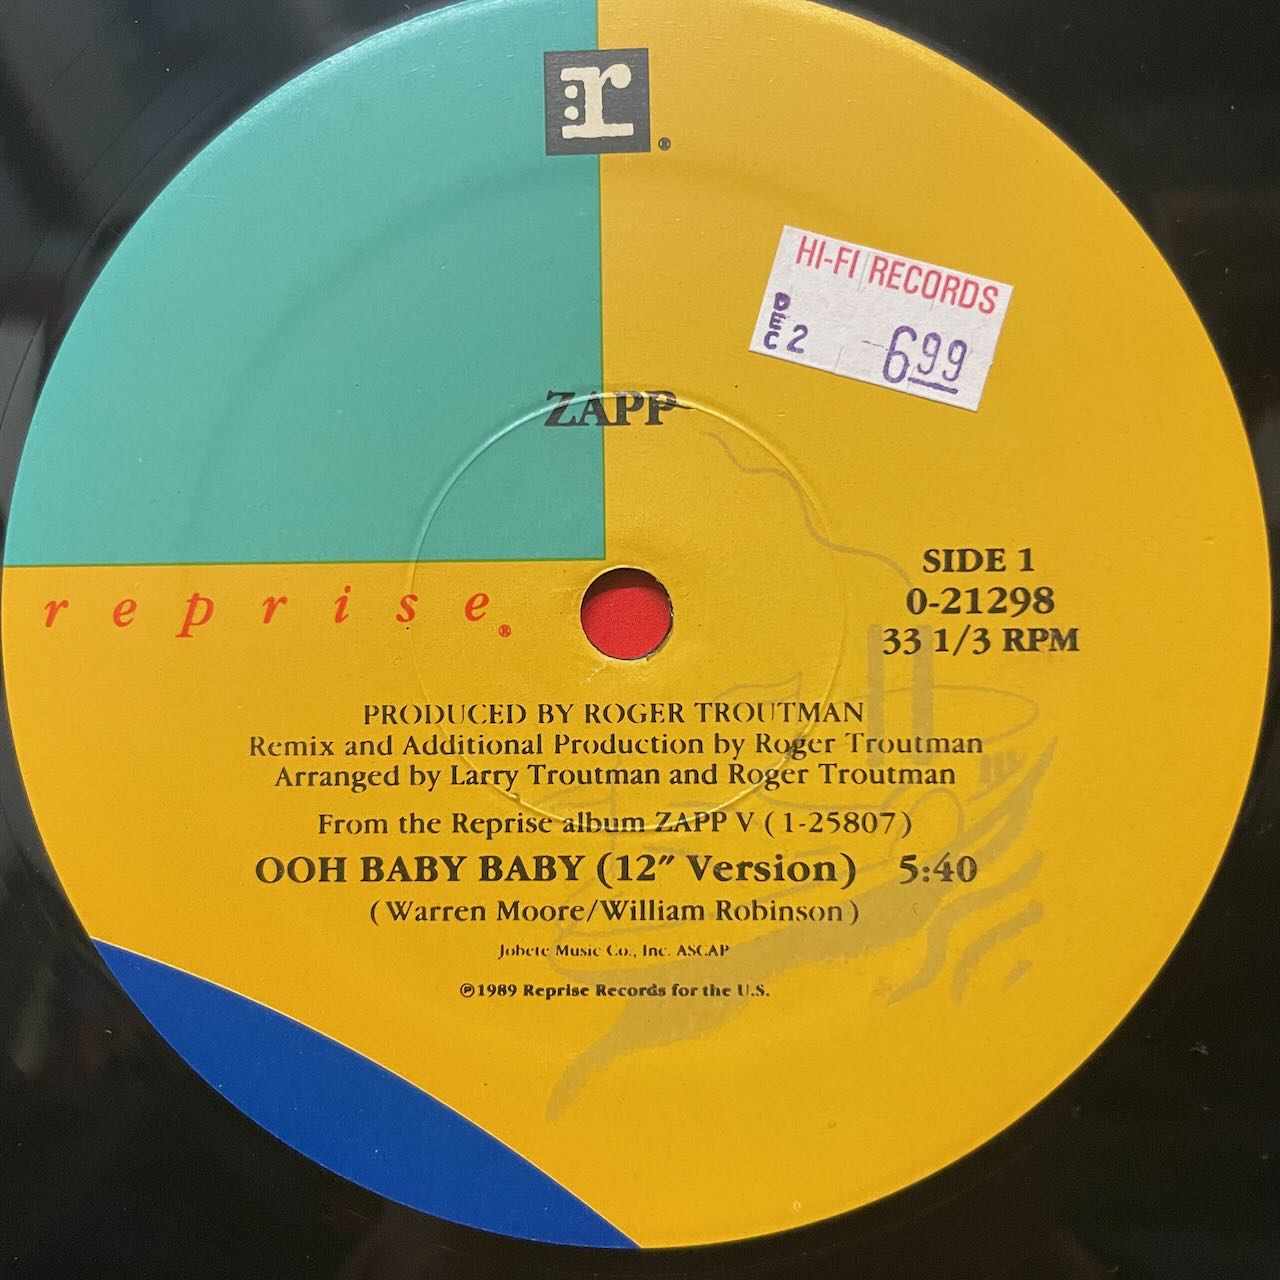 r
®
HI-FI RECORDS
DEC 2
6.99
ZAPP
SIDE 1
0-21298
33 1/3 RPM
reprise®
PRODUCED BY ROGER TROUTMAN
Remix and Additional Production by Roger Troutman
Arranged by Larry Troutman and Roger Troutman
From the Reprise album ZAPP V (1-25807)
OOH BABY BABY (12″ Version) 5:40
(Warren Moore/William Robinson)
Jobete Music Co., Inc. ASCAP
℗1989 Reprise Records for the U.S.